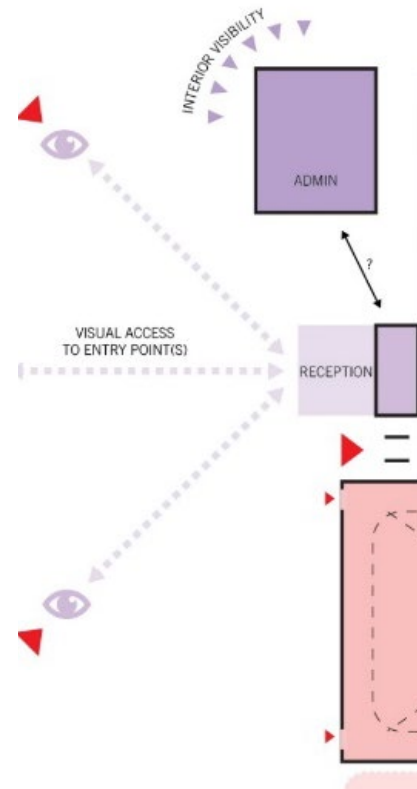 INTERIOR VISIBILITY
ADMIN
?
VISUAL ACCESS
TO ENTRY POINT(S)
RECEPTION